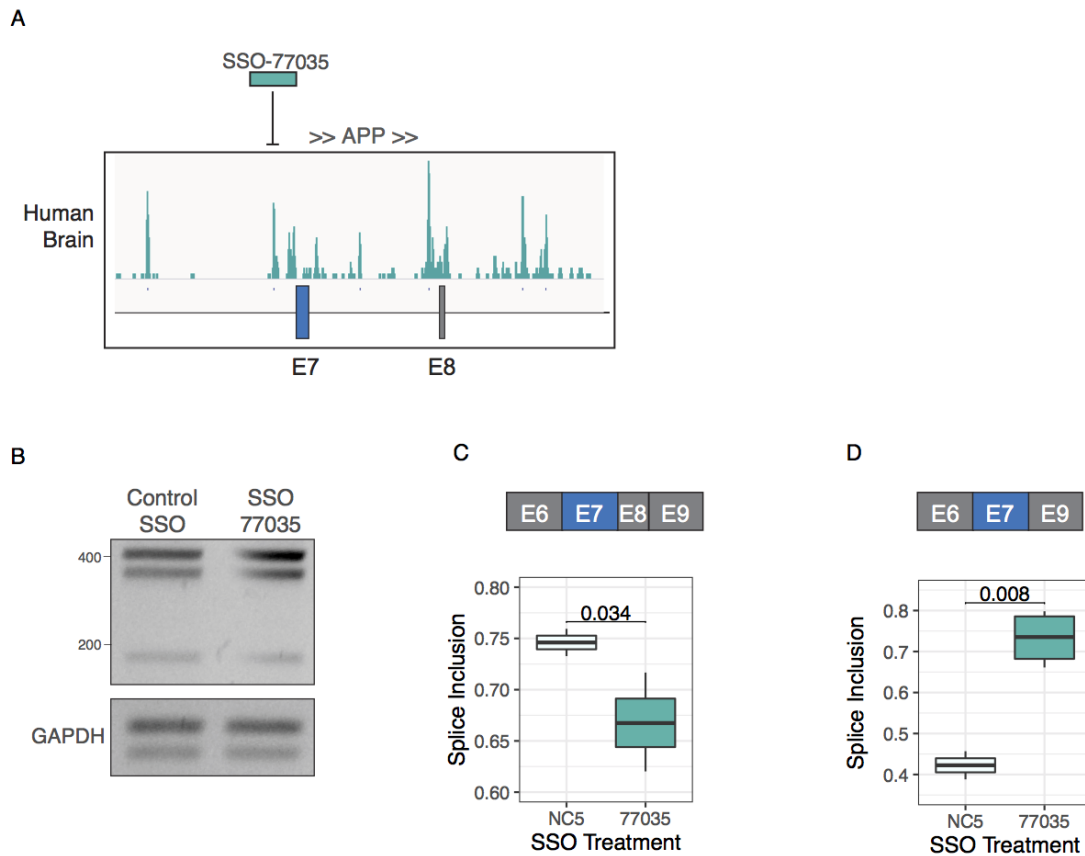 A
SSO-77035
>> APP >>
Human
Brain
E7
E8
B
Control
SSO
SSO
77035
400
200
GAPDH
C
E6 E7 E8 E9
0.80
0.75
0.70
0.65
0.60
0.034
Splice Inclusion
NC5 77035
SSO Treatment
D
E6 E7 E9
0.8
0.7
0.6
0.5
0.4
0.008
Splice Inclusion
NC5 77035
SSO Treatment